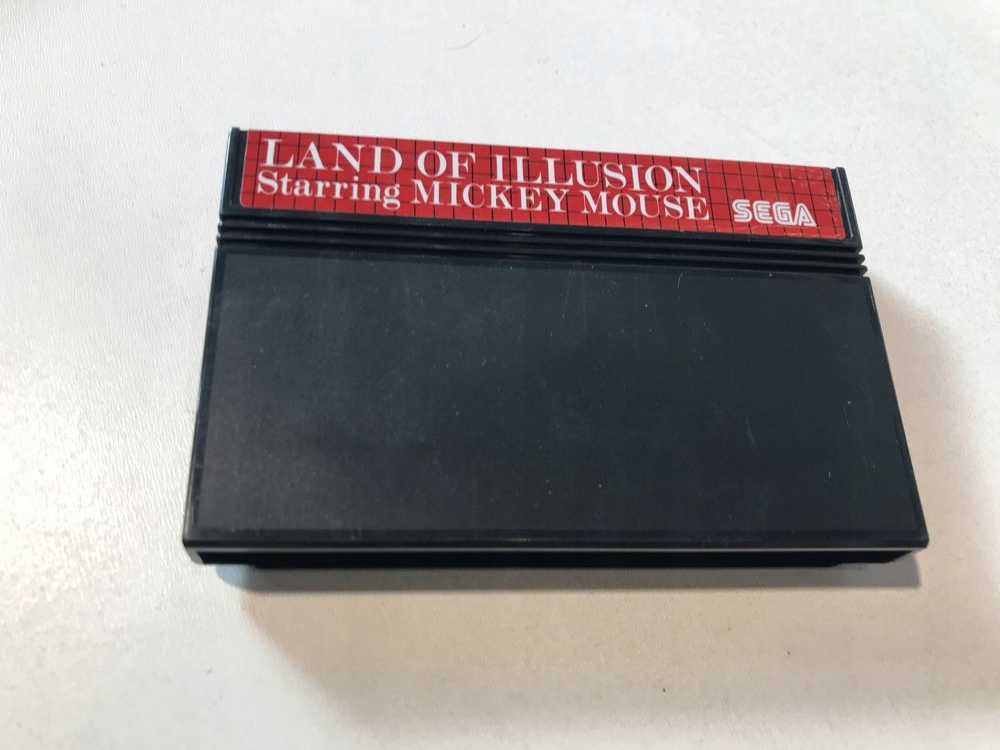 LAND OF ILLUSION
Starring MICKEY MOUSE
SEGA